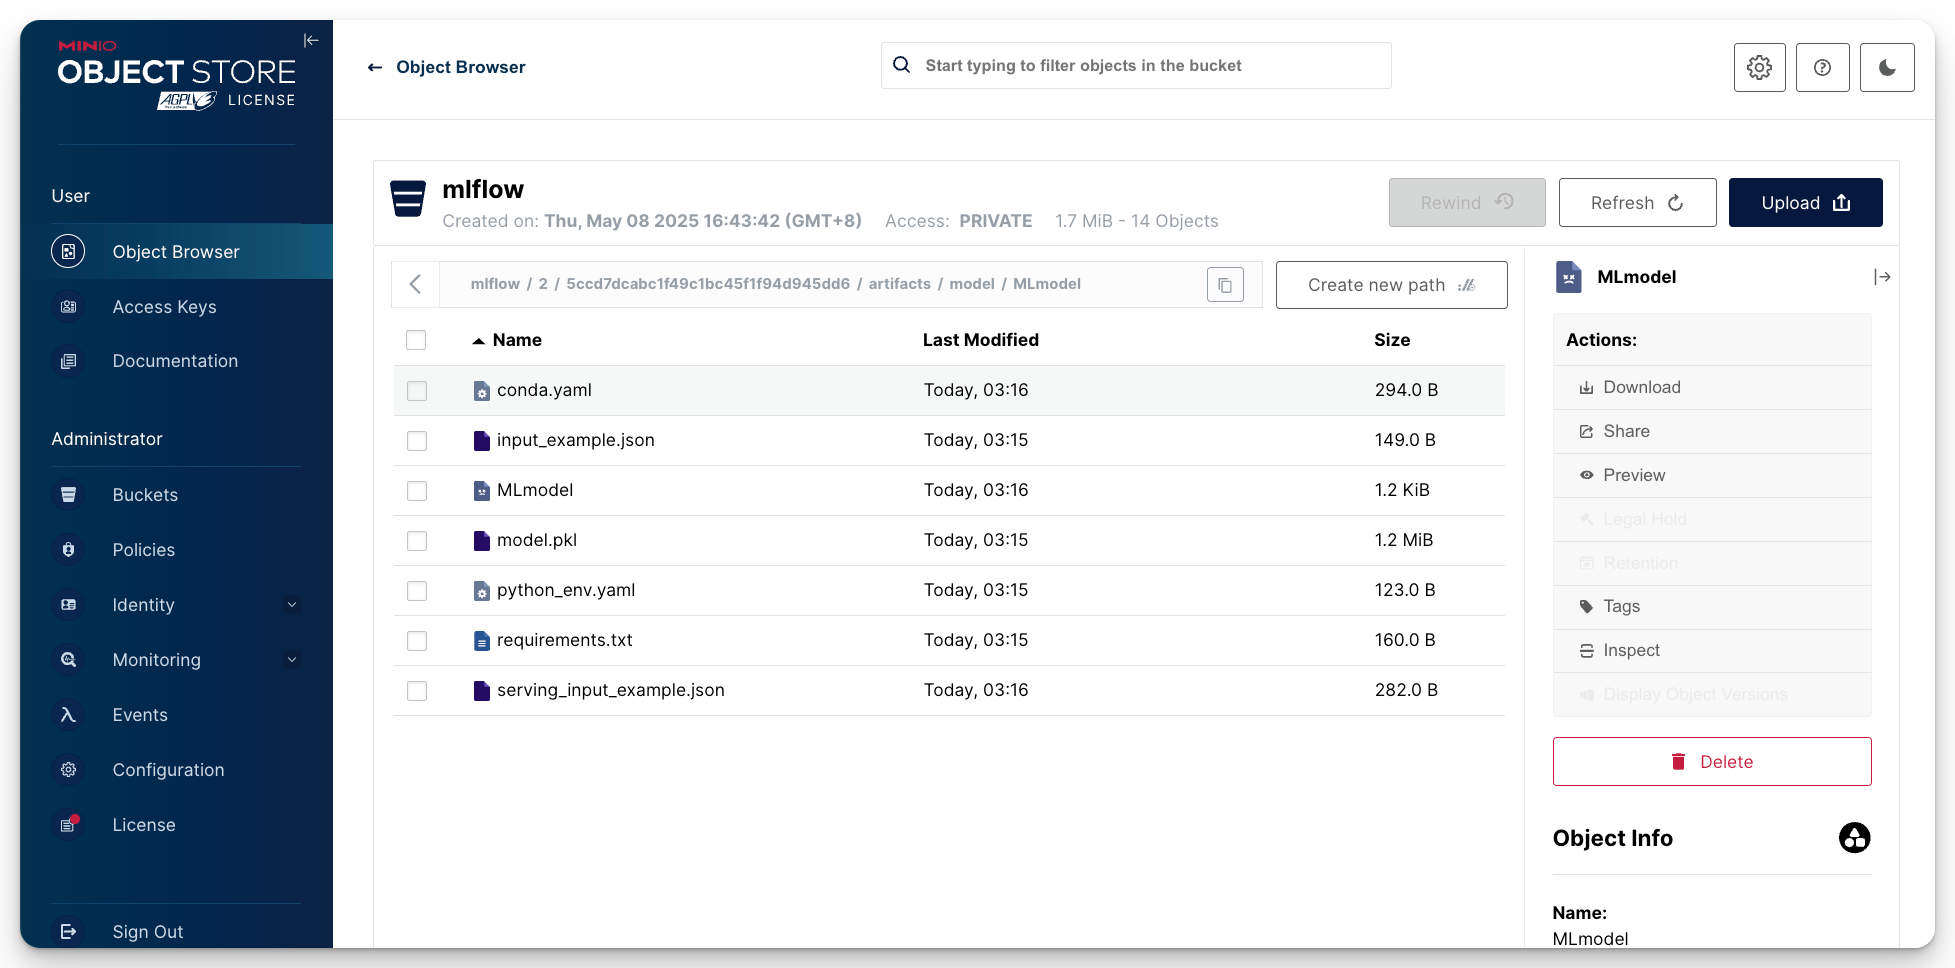 MINIO
OBJECT STORE
AGPLv3 LICENSE
User
Object Browser
Access Keys
Documentation
Administrator
Buckets
Policies
Identity
Monitoring
Events
Configuration
License
Sign Out
Object Browser
Start typing to filter objects in the bucket
mlflow
Created on: Thu, May 08 2025 16:43:42 (GMT+8) Access: PRIVATE 1.7 MiB - 14 Objects
Rewind
Refresh
Upload
mlflow / 2 / 5ccd7dcabc1f49c1bc45f1f94d945dd6 / artifacts / model / MLmodel
Create new path
Name Last Modified Size
conda.yaml Today, 03:16 294.0 B
input_example.json Today, 03:15 149.0 B
MLmodel Today, 03:16 1.2 KiB
model.pkl Today, 03:15 1.2 MiB
python_env.yaml Today, 03:15 123.0 B
requirements.txt Today, 03:15 160.0 B
serving_input_example.json Today, 03:16 282.0 B
MLmodel
Actions:
Download
Share
Preview
Legal Hold
Retention
Tags
Inspect
Display Object Versions
Delete
Object Info
Name:
MLmodel